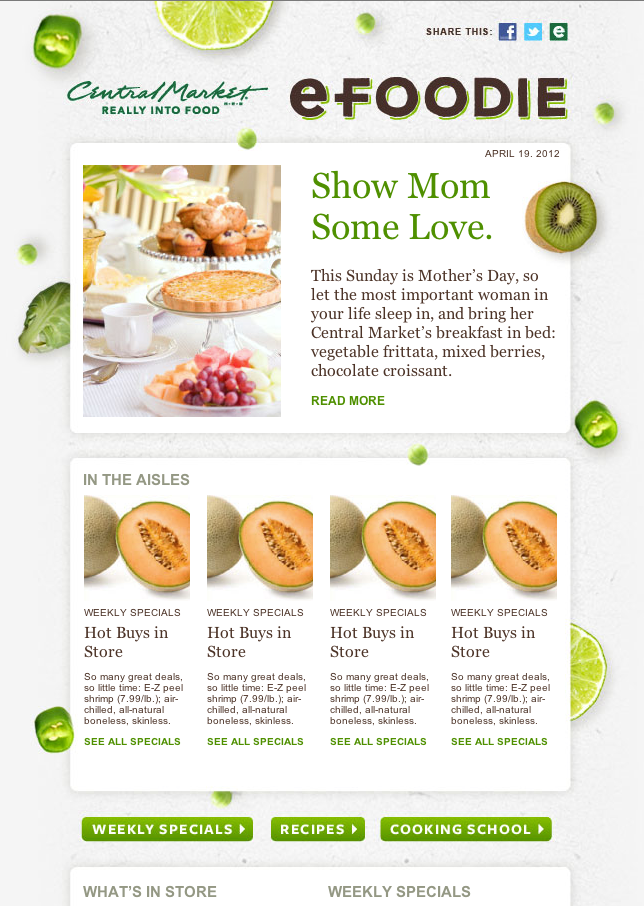 SHARE THIS:
Central Market
H-E-B
REALLY INTO FOOD
eFOODIE
APRIL 19. 2012
Show Mom
Some Love.
This Sunday is Mother's Day, so
let the most important woman in
your life sleep in, and bring her
Central Market's breakfast in bed:
vegetable frittata, mixed berries,
chocolate croissant.
READ MORE
IN THE AISLES
WEEKLY SPECIALS
Hot Buys in
Store
So many great deals,
so little time: E-Z peel
shrimp (7.99/lb.); air-
chilled, all-natural
boneless, skinless.
SEE ALL SPECIALS
WEEKLY SPECIALS
Hot Buys in
Store
So many great deals,
so little time: E-Z peel
shrimp (7.99/lb.); air-
chilled, all-natural
boneless, skinless.
SEE ALL SPECIALS
WEEKLY SPECIALS
Hot Buys in
Store
So many great deals,
so little time: E-Z peel
shrimp (7.99/lb.); air-
chilled, all-natural
boneless, skinless.
SEE ALL SPECIALS
WEEKLY SPECIALS
Hot Buys in
Store
So many great deals,
so little time: E-Z peel
shrimp (7.99/lb.); air-
chilled, all-natural
boneless, skinless.
SEE ALL SPECIALS
WEEKLY SPECIALS
RECIPES
COOKING SCHOOL
WHAT'S IN STORE
WEEKLY SPECIALS